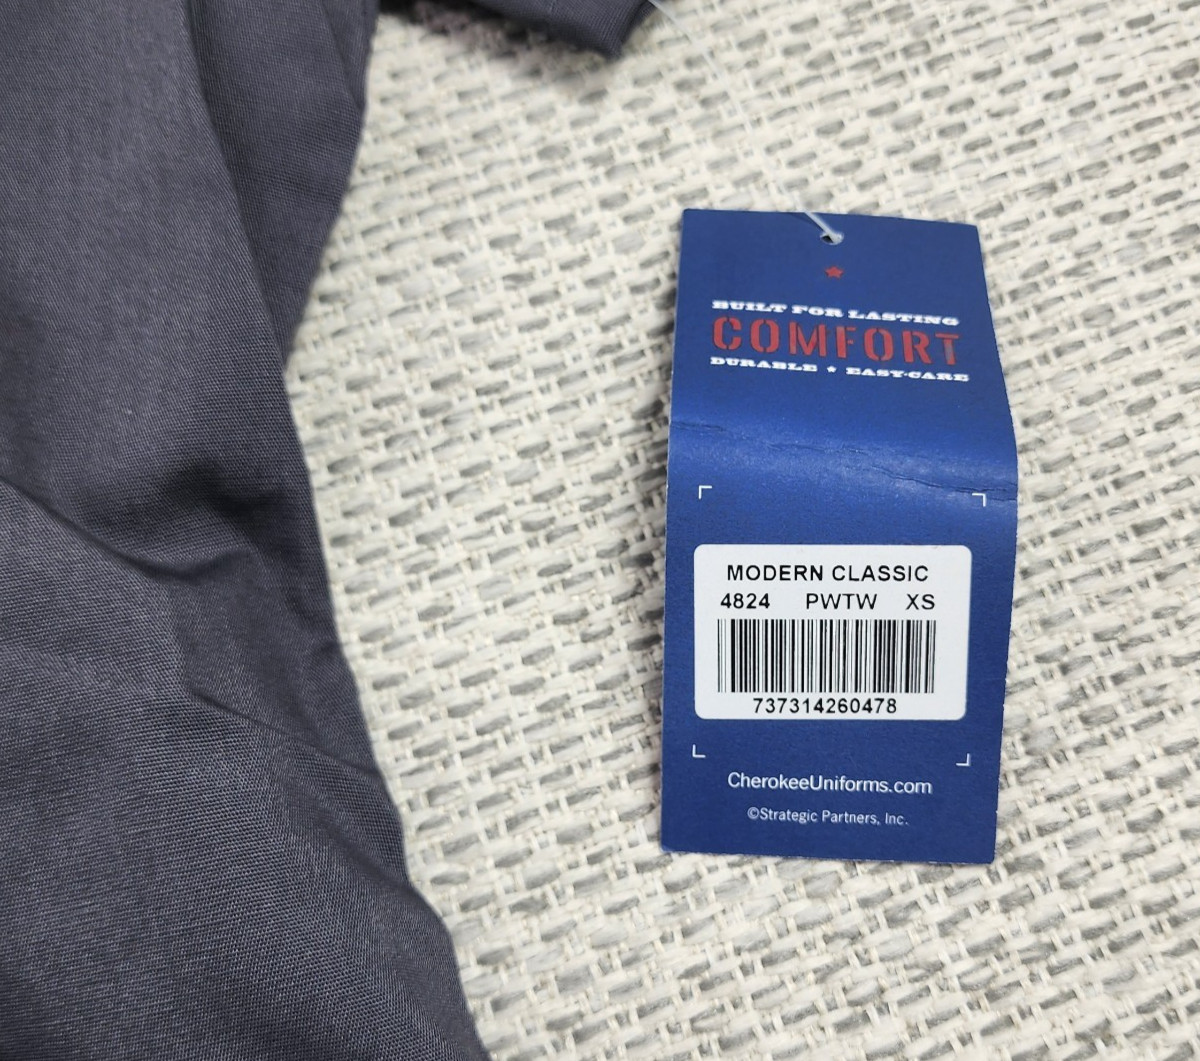 BUILT FOR LASTING
COMFORT
DURABLE ★ EASY-CARE
MODERN CLASSIC
4824 PWTW XS
737314260478
CherokeeUniforms.com
©Strategic Partners, Inc.